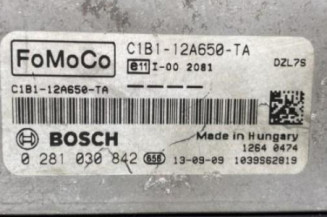 FoMoCo
C1B1-12A650-TA
e11 I-00 2081
DZL7S
C1B1-12A650-TA
BOSCH
Made in Hungary
1264 0474
0 281 030 842
656
13-09-09 1039S62819